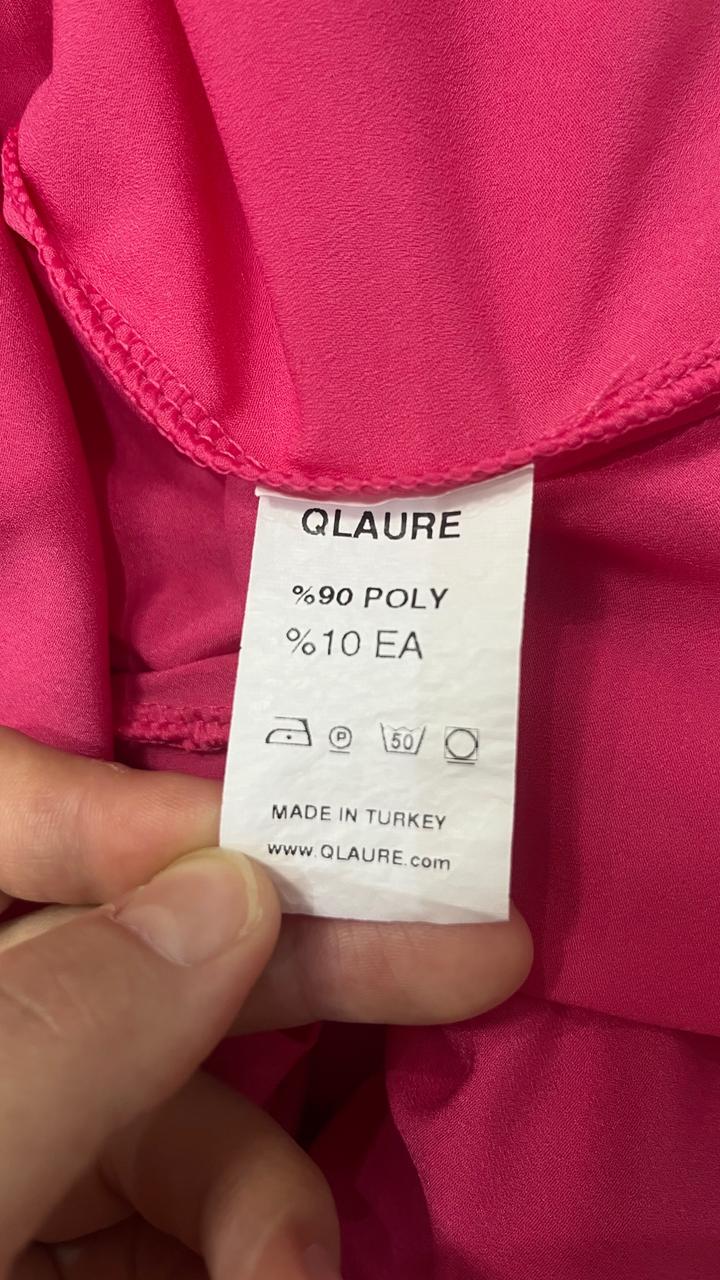 QLAURE
%90 POLY
%10 EA
P 50
MADE IN TURKEY
www.QLAURE.com